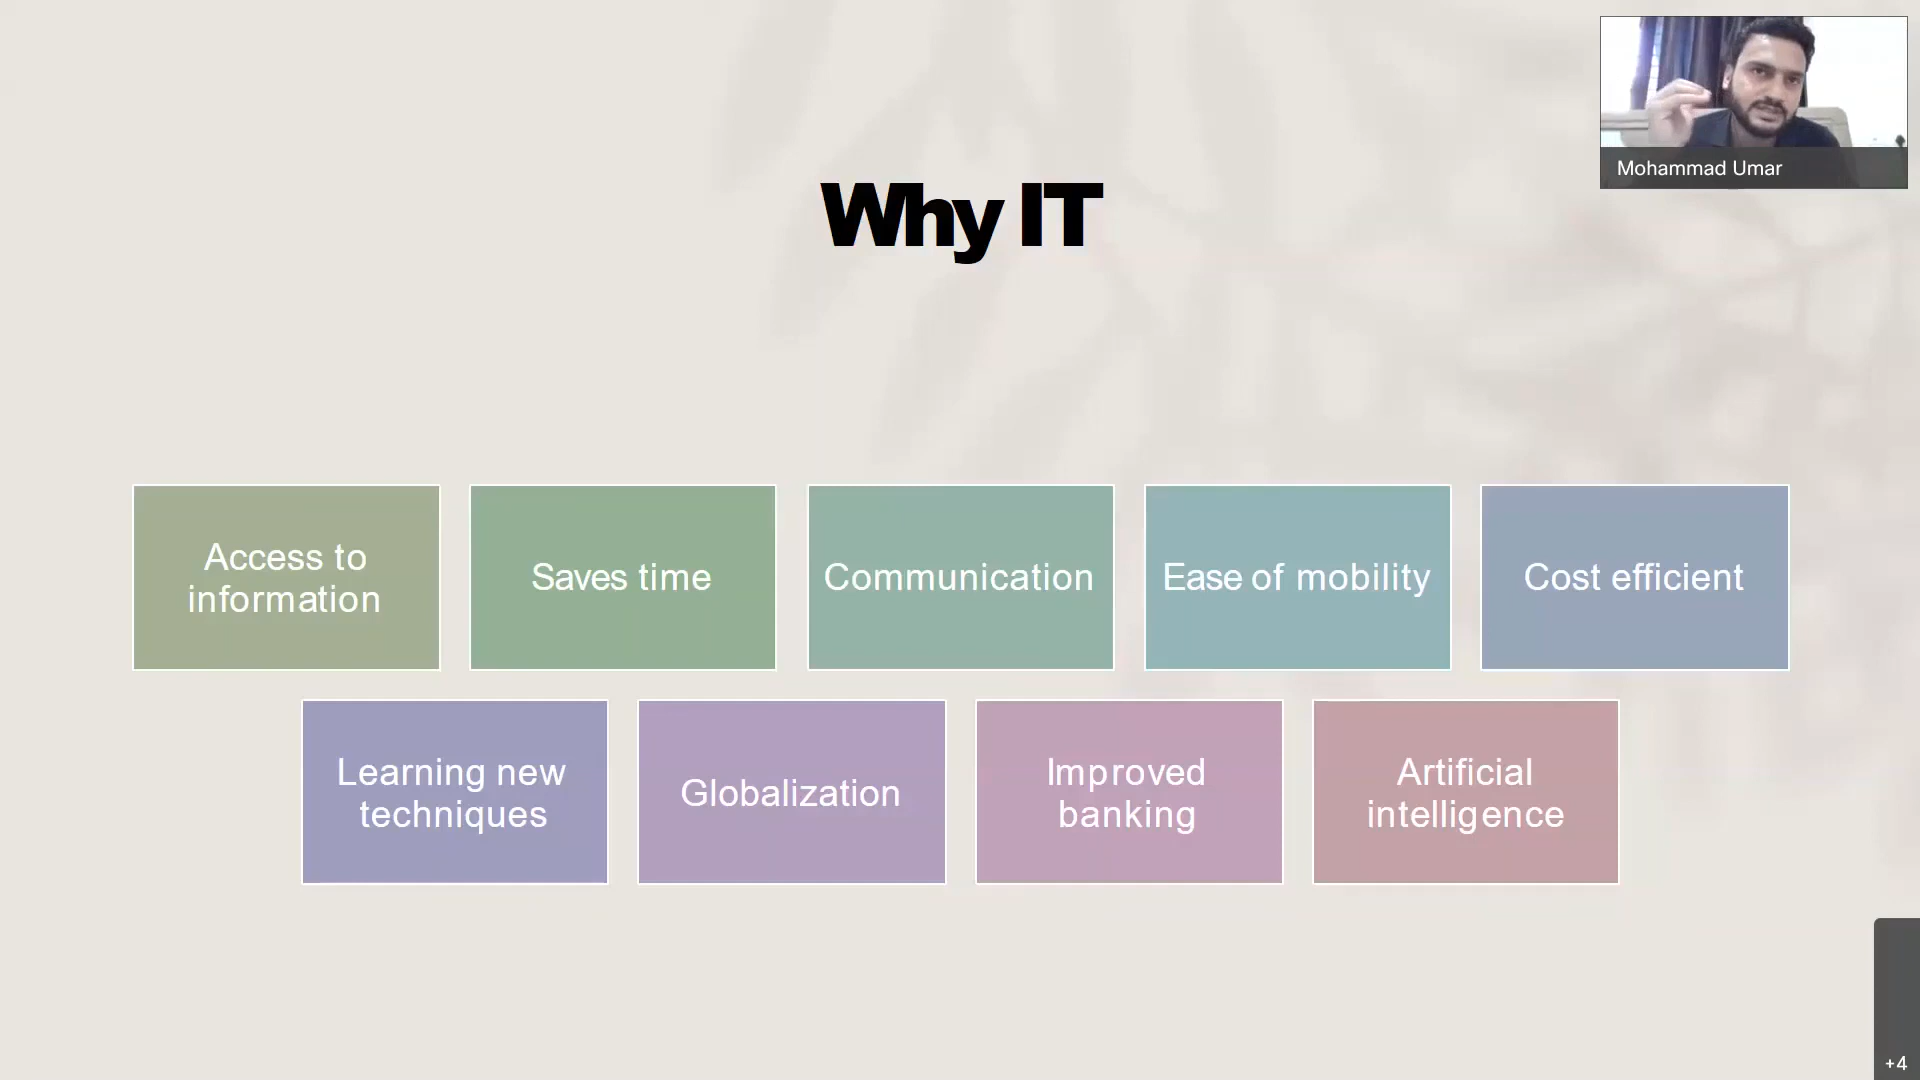 Mohammad Umar
Why IT
Access to
information
Saves time
Communication
Ease of mobility
Cost efficient
Learning new
techniques
Globalization
Improved
banking
Artificial
intelligence
+4